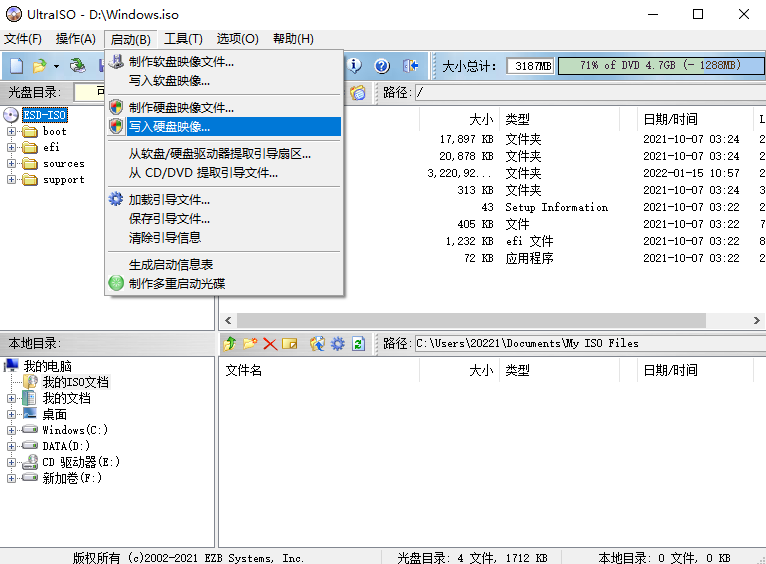 UltraISO - D:\Windows.iso
文件(F) 操作(A) 启动(B) 工具(T) 选项(O) 帮助(H)
大小总计: 3187MB 71% of DVD 4.7GB (- 1288MB)
光盘目录: 可 路径: /
制作软盘映像文件...
写入软盘映像...
制作硬盘映像文件...
写入硬盘映像...
从软盘/硬盘驱动器提取引导扇区...
从 CD/DVD 提取引导文件...
加载引导文件...
保存引导文件...
清除引导信息
生成启动信息表
制作多重启动光碟
ESD-ISO
boot
efi
sources
support
大小 类型 日期/时间 L
17,897 KB 文件夹 2021-10-07 03:24 2
20,878 KB 文件夹 2021-10-07 03:24 2
3,220,92... 文件夹 2022-01-15 10:57 2
313 KB 文件夹 2021-10-07 03:24 3
43 Setup Information 2021-10-07 03:22 2
405 KB 文件 2021-10-07 03:22 2
1,232 KB efi 文件 2021-10-07 03:22 8
72 KB 应用程序 2021-10-07 03:22 2
本地目录: 路径: C:\Users\20221\Documents\My ISO Files
我的电脑
我的ISO文档
我的文档
桌面
Windows(C:)
DATA(D:)
CD 驱动器(E:)
新加卷(F:)
文件名 大小 类型 日期/时间
版权所有 (c)2002-2021 EZB Systems, Inc. 光盘目录: 4 文件, 1712 KB 本地目录: 0 文件, 0 KB